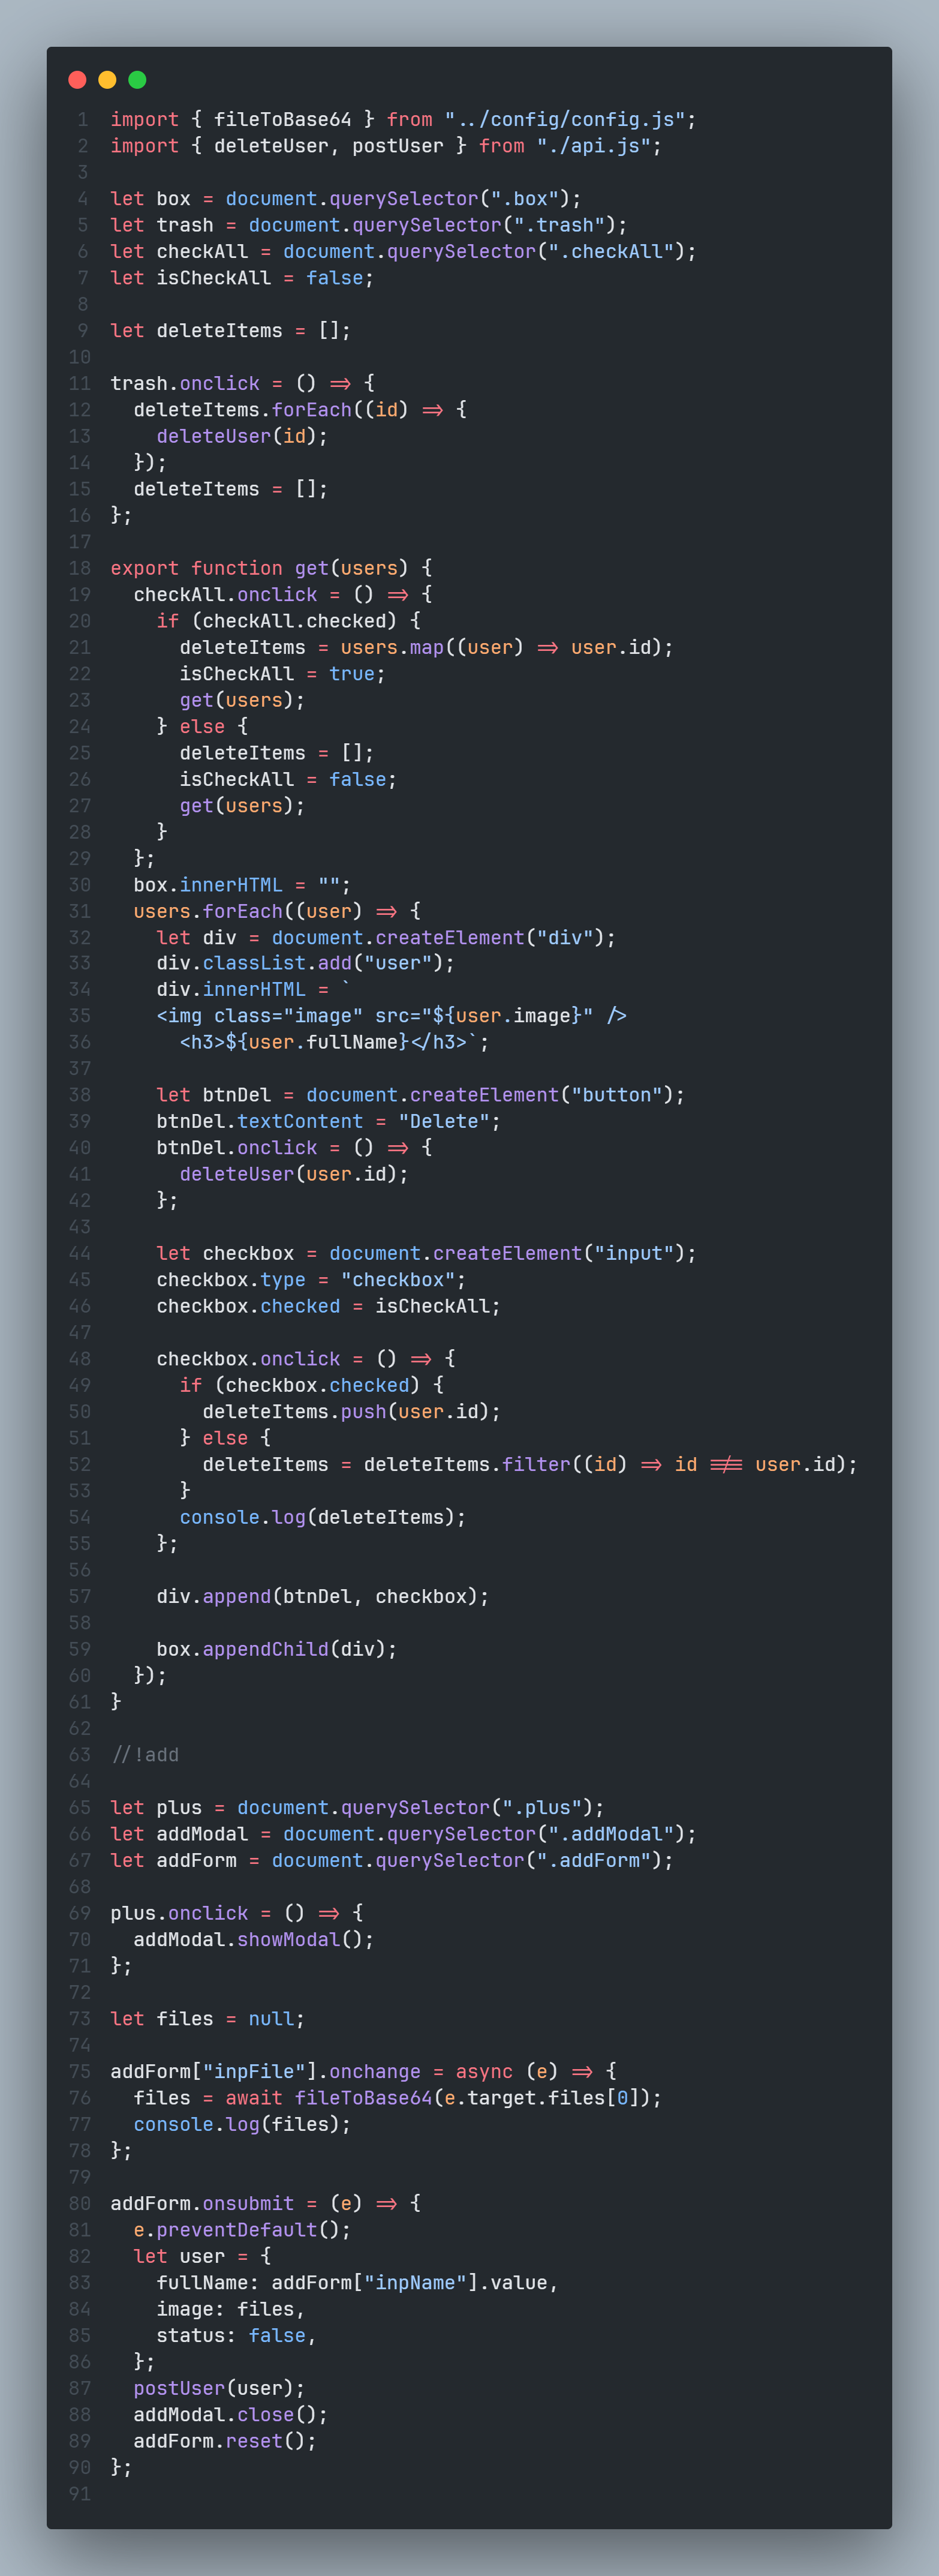 1 import { fileToBase64 } from "../config/config.js";
2 import { deleteUser, postUser } from "./api.js";
3
4 let box = document.querySelector(".box");
5 let trash = document.querySelector(".trash");
6 let checkAll = document.querySelector(".checkAll");
7 let isCheckAll = false;
8
9 let deleteItems = [];
10
11 trash.onclick = () => {
12   deleteItems.forEach((id) => {
13     deleteUser(id);
14   });
15   deleteItems = [];
16 };
17
18 export function get(users) {
19   checkAll.onclick = () => {
20     if (checkAll.checked) {
21       deleteItems = users.map((user) => user.id);
22       isCheckAll = true;
23       get(users);
24     } else {
25       deleteItems = [];
26       isCheckAll = false;
27       get(users);
28     }
29   };
30   box.innerHTML = "";
31   users.forEach((user) => {
32     let div = document.createElement("div");
33     div.classList.add("user");
34     div.innerHTML = `
35     <img class="image" src="${user.image}" />
36       <h3>${user.fullName}</h3>`;
37
38     let btnDel = document.createElement("button");
39     btnDel.textContent = "Delete";
40     btnDel.onclick = () => {
41       deleteUser(user.id);
42     };
43
44     let checkbox = document.createElement("input");
45     checkbox.type = "checkbox";
46     checkbox.checked = isCheckAll;
47
48     checkbox.onclick = () => {
49       if (checkbox.checked) {
50         deleteItems.push(user.id);
51       } else {
52         deleteItems = deleteItems.filter((id) => id !== user.id);
53       }
54       console.log(deleteItems);
55     };
56
57     div.append(btnDel, checkbox);
58
59     box.appendChild(div);
60   });
61 }
62
63 //!add
64
65 let plus = document.querySelector(".plus");
66 let addModal = document.querySelector(".addModal");
67 let addForm = document.querySelector(".addForm");
68
69 plus.onclick = () => {
70   addModal.showModal();
71 };
72
73 let files = null;
74
75 addForm["inpFile"].onchange = async (e) => {
76   files = await fileToBase64(e.target.files[0]);
77   console.log(files);
78 };
79
80 addForm.onsubmit = (e) => {
81   e.preventDefault();
82   let user = {
83     fullName: addForm["inpName"].value,
84     image: files,
85     status: false,
86   };
87   postUser(user);
88   addModal.close();
89   addForm.reset();
90 };
91